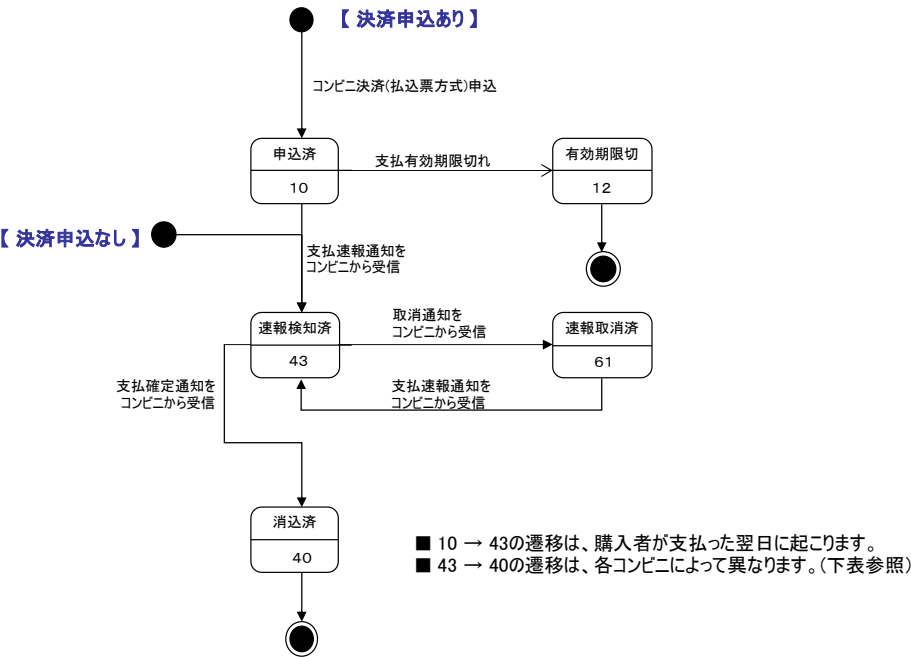 【 決済申込あり 】
コンビニ決済(払込票方式)申込
申込済
10
支払有効期限切れ
有効期限切
12
【 決済申込なし 】
支払速報通知を
コンビニから受信
速報検知済
43
取消通知を
コンビニから受信
速報取消済
61
支払確定通知を
コンビニから受信
支払速報通知を
コンビニから受信
消込済
40
■ 10 → 43の遷移は、購入者が支払った翌日に起こります。
■ 43 → 40の遷移は、各コンビニによって異なります。（下表参照）